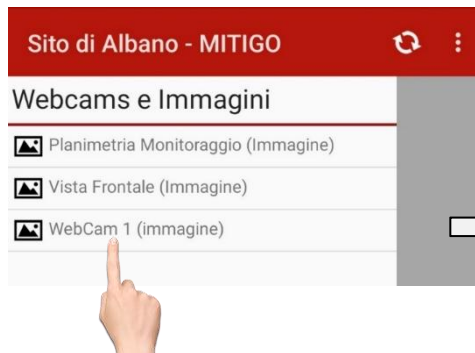 Sito di Albano - MITIGO
Webcams e Immagini
Planimetria Monitoraggio (Immagine)
Vista Frontale (Immagine)
WebCam 1 (immagine)